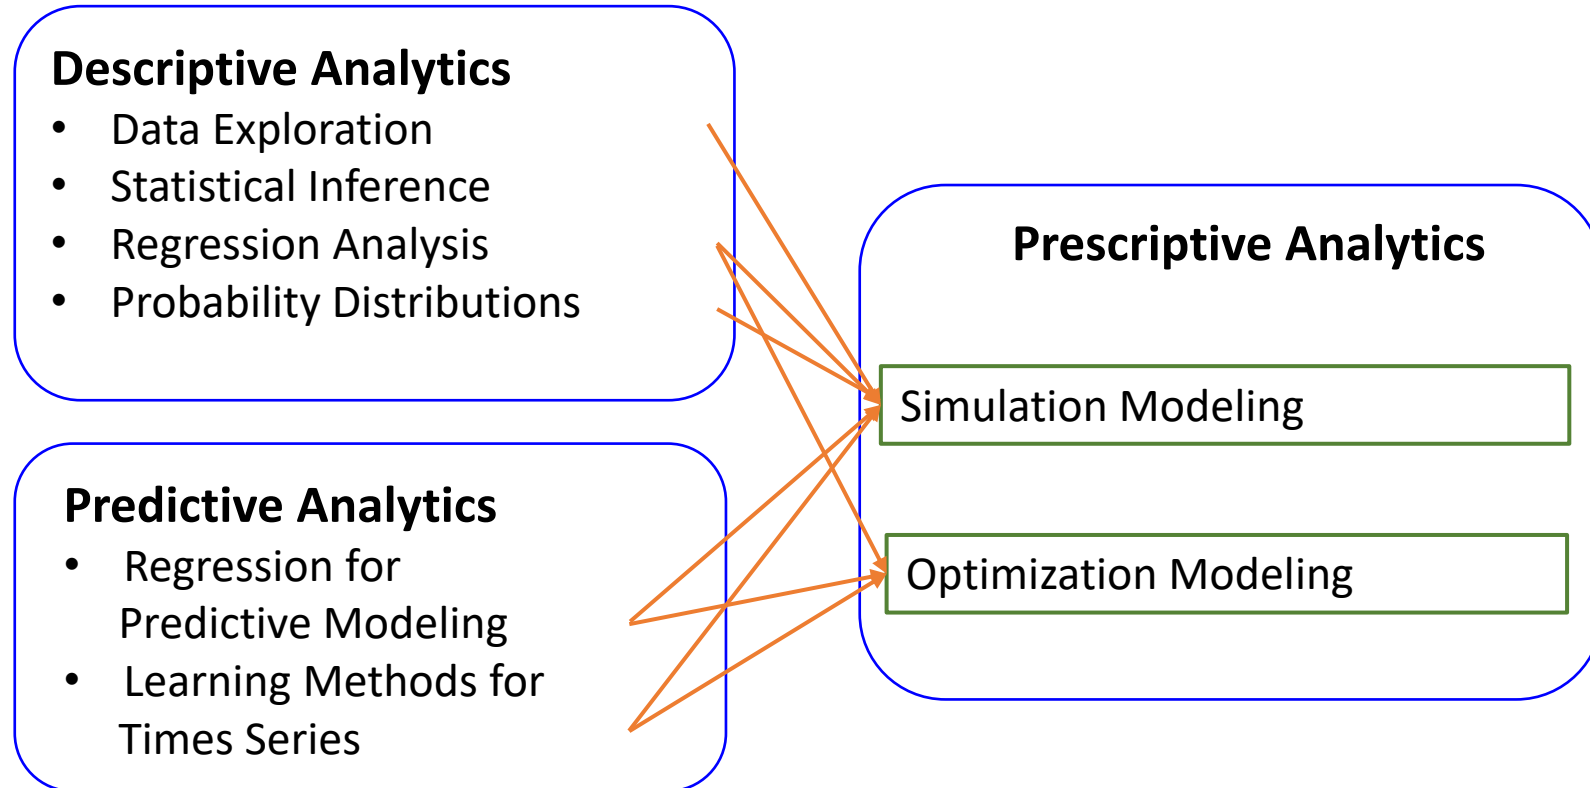 Descriptive Analytics
• Data Exploration
• Statistical Inference
• Regression Analysis
• Probability Distributions
Predictive Analytics
• Regression for
Predictive Modeling
• Learning Methods for
Times Series
Prescriptive Analytics
Simulation Modeling
Optimization Modeling